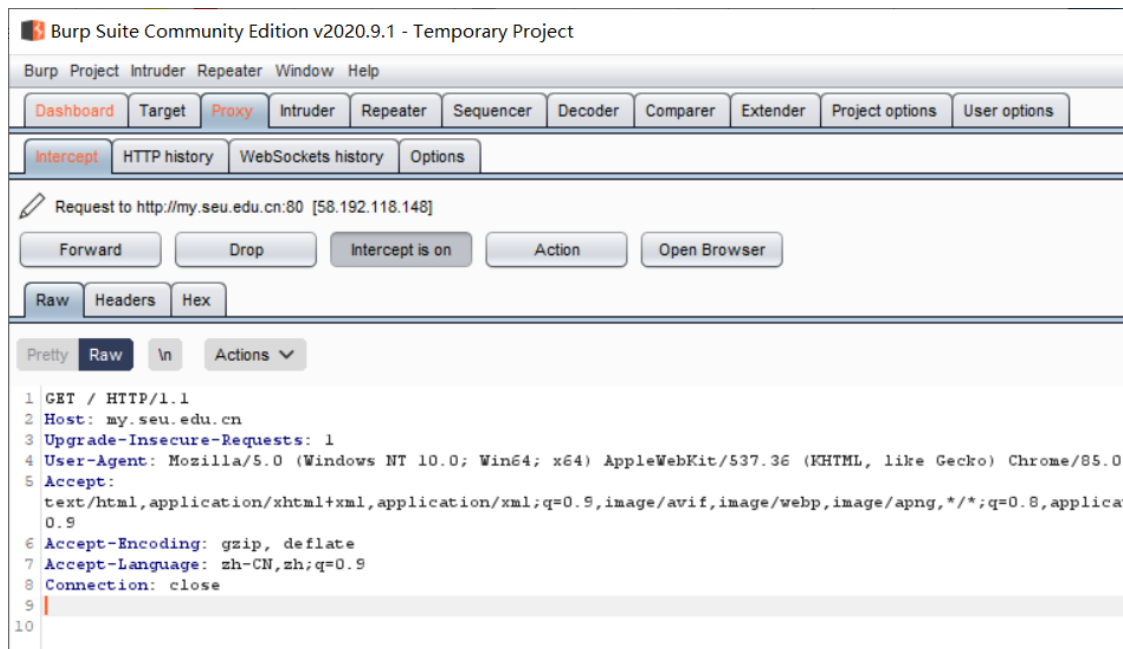 Burp Suite Community Edition v2020.9.1 - Temporary Project
Burp Project Intruder Repeater Window Help
Dashboard Target Proxy Intruder Repeater Sequencer Decoder Comparer Extender Project options User options
Intercept HTTP history WebSockets history Options
Request to http://my.seu.edu.cn:80 [58.192.118.148]
Forward Drop Intercept is on Action Open Browser
Raw Headers Hex
Pretty Raw \n Actions
1 GET / HTTP/1.1
2 Host: my.seu.edu.cn
3 Upgrade-Insecure-Requests: 1
4 User-Agent: Mozilla/5.0 (Windows NT 10.0; Win64; x64) AppleWebKit/537.36 (KHTML, like Gecko) Chrome/85.0
5 Accept:
text/html,application/xhtml+xml,application/xml;q=0.9,image/avif,image/webp,image/apng,*/*;q=0.8,applica
0.9
6 Accept-Encoding: gzip, deflate
7 Accept-Language: zh-CN,zh;q=0.9
8 Connection: close
9
10